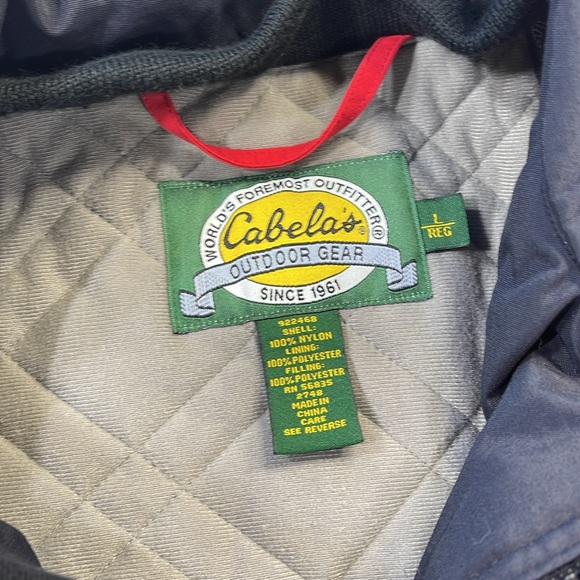 WORLD'S FOREMOST OUTFITTER®
Cabela's®
OUTDOOR GEAR
SINCE 1961
L
REG
922468
SHELL:
100% NYLON
LINING:
100% POLYESTER
FILLING:
100% POLYESTER
RN 56835
2748
MADE IN
CHINA
CARE
SEE REVERSE